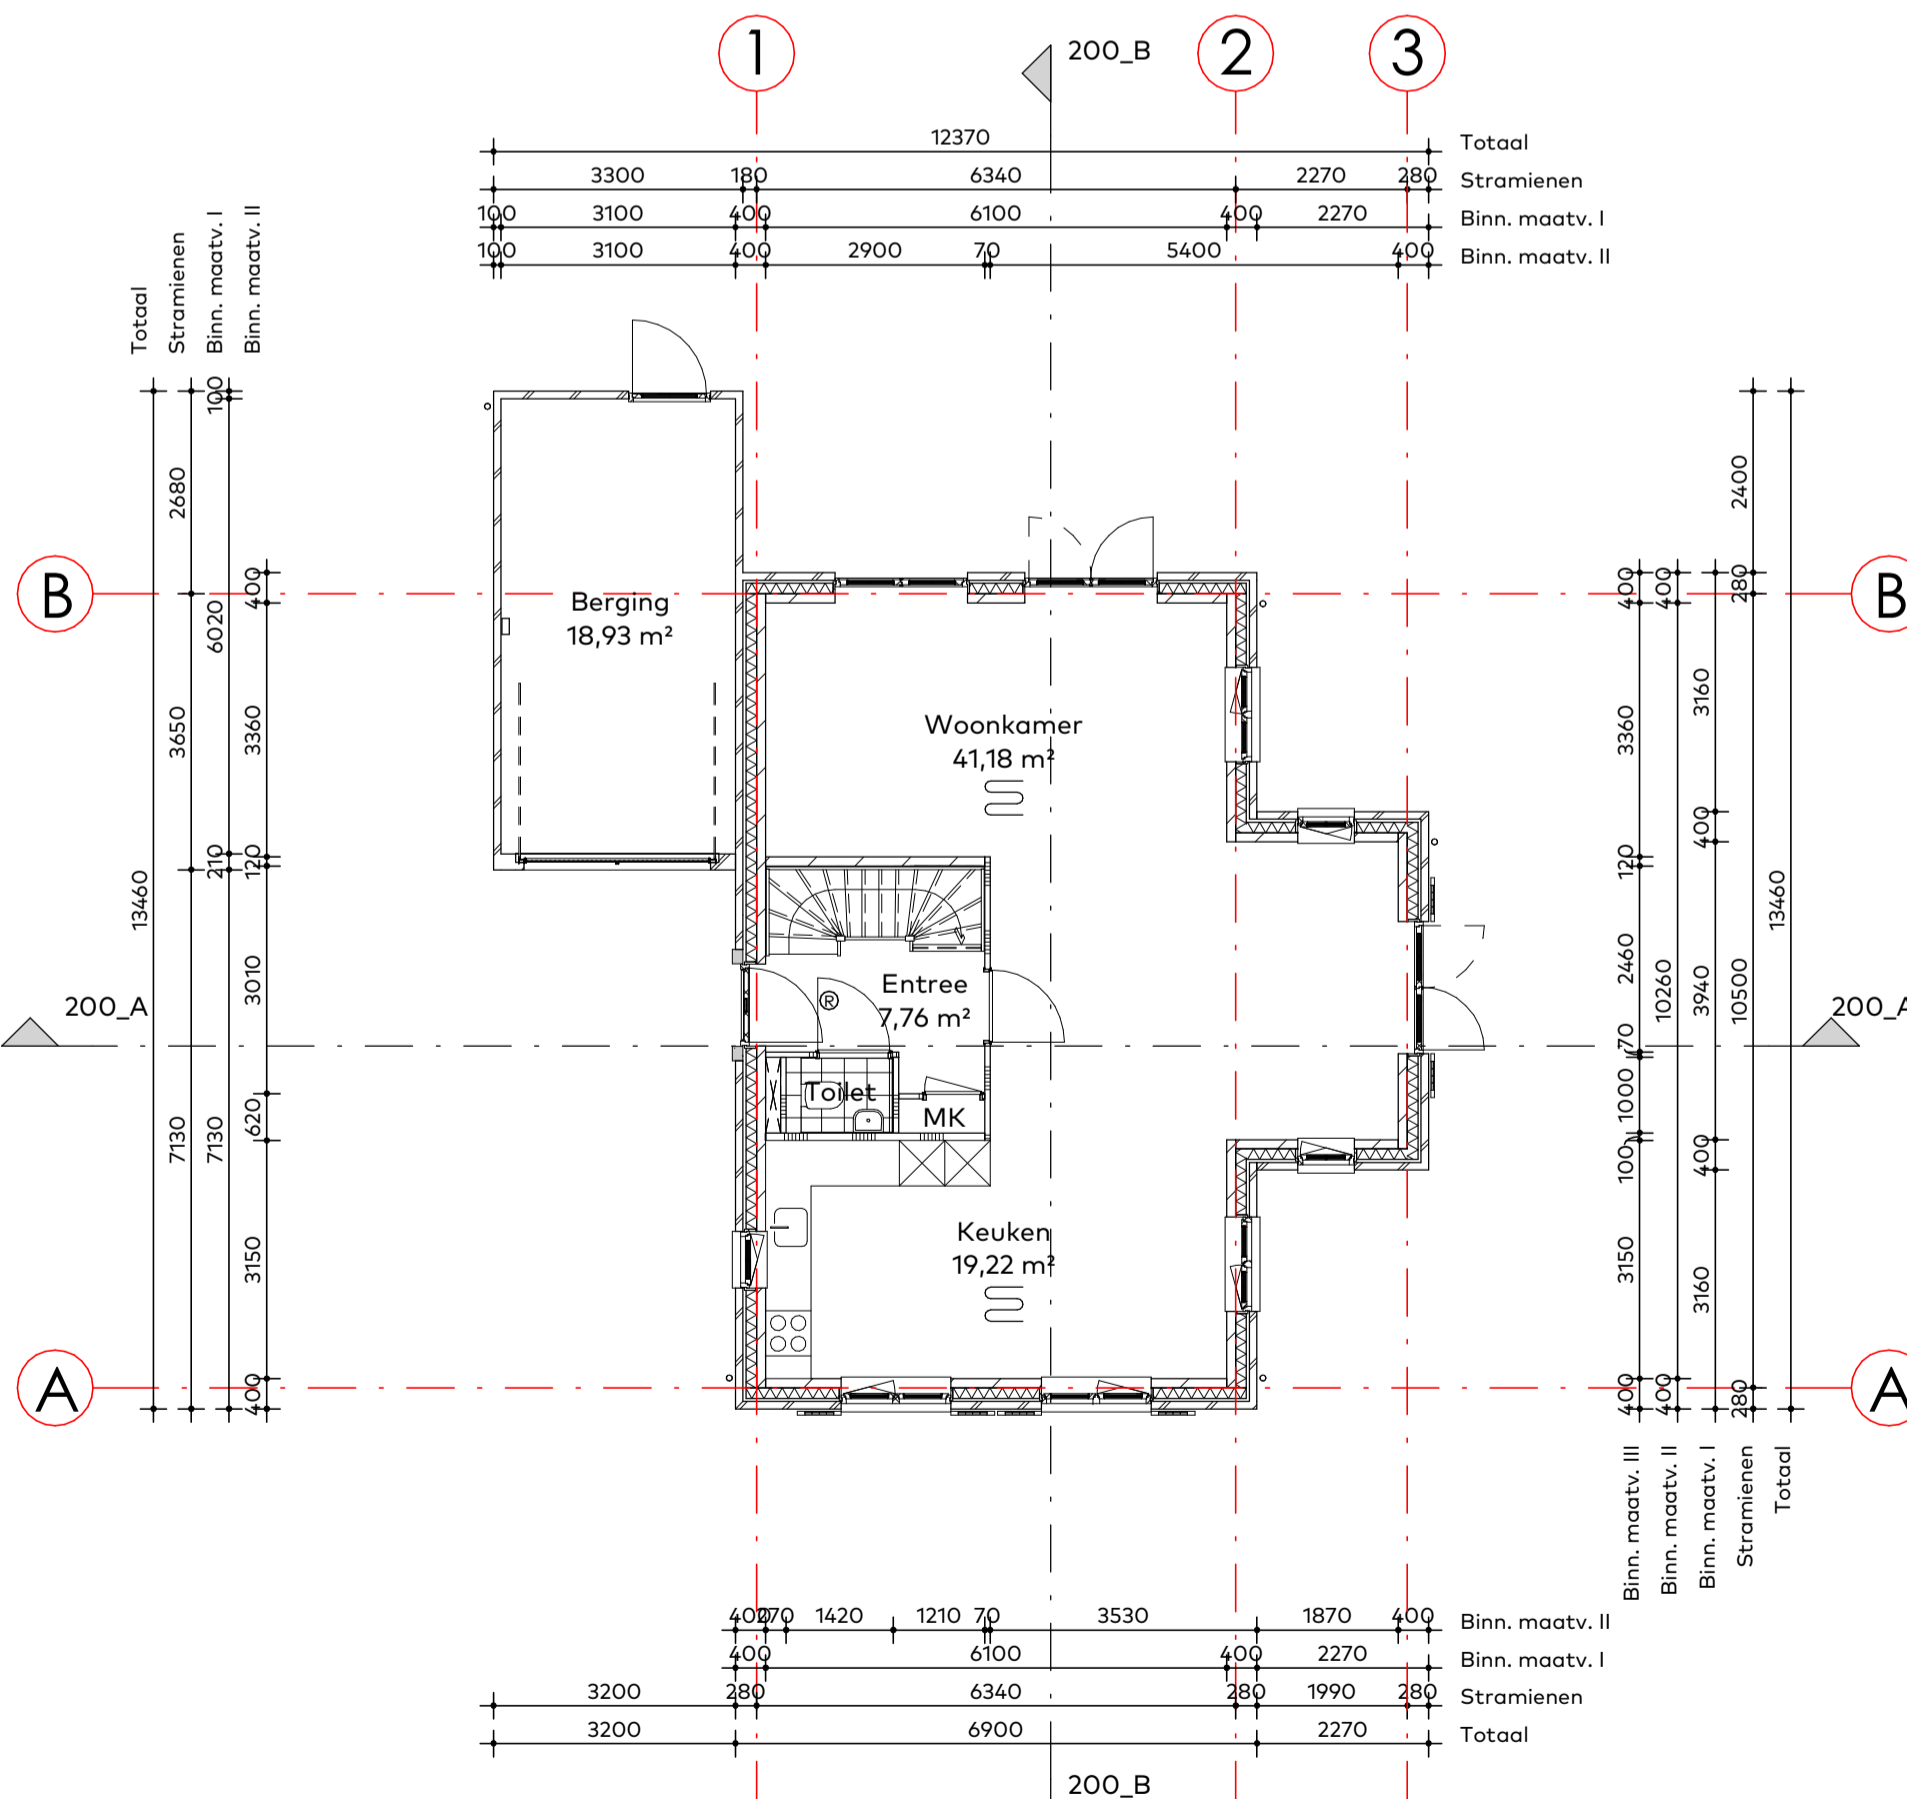 1
2
3
200_B
12370
Totaal
3300
180
6340
2270
280
Stramienen
100
3100
400
6100
400
2270
Binn. maatv. I
100
3100
400
2900
70
5400
400
Binn. maatv. II
Totaal
Stramienen
Binn. maatv. I
Binn. maatv. II
13460
2680
3650
7130
100
6020
210
7130
400
3360
120
3010
620
3150
400
B
B
A
A
200_A
200_A
Berging
18,93 m²
Woonkamer
41,18 m²
Entree
7,76 m²
®
Toilet
MK
Keuken
19,22 m²
400
3360
120
2460
70
1000
100
3150
400
400
10260
400
3160
400
3940
400
3160
2400
280
10500
280
13460
Binn. maatv. III
Binn. maatv. II
Binn. maatv. I
Stramienen
Totaal
400
270
1420
1210
70
3530
1870
400
Binn. maatv. II
400
6100
400
2270
Binn. maatv. I
3200
280
6340
280
1990
280
Stramienen
3200
6900
2270
Totaal
200_B